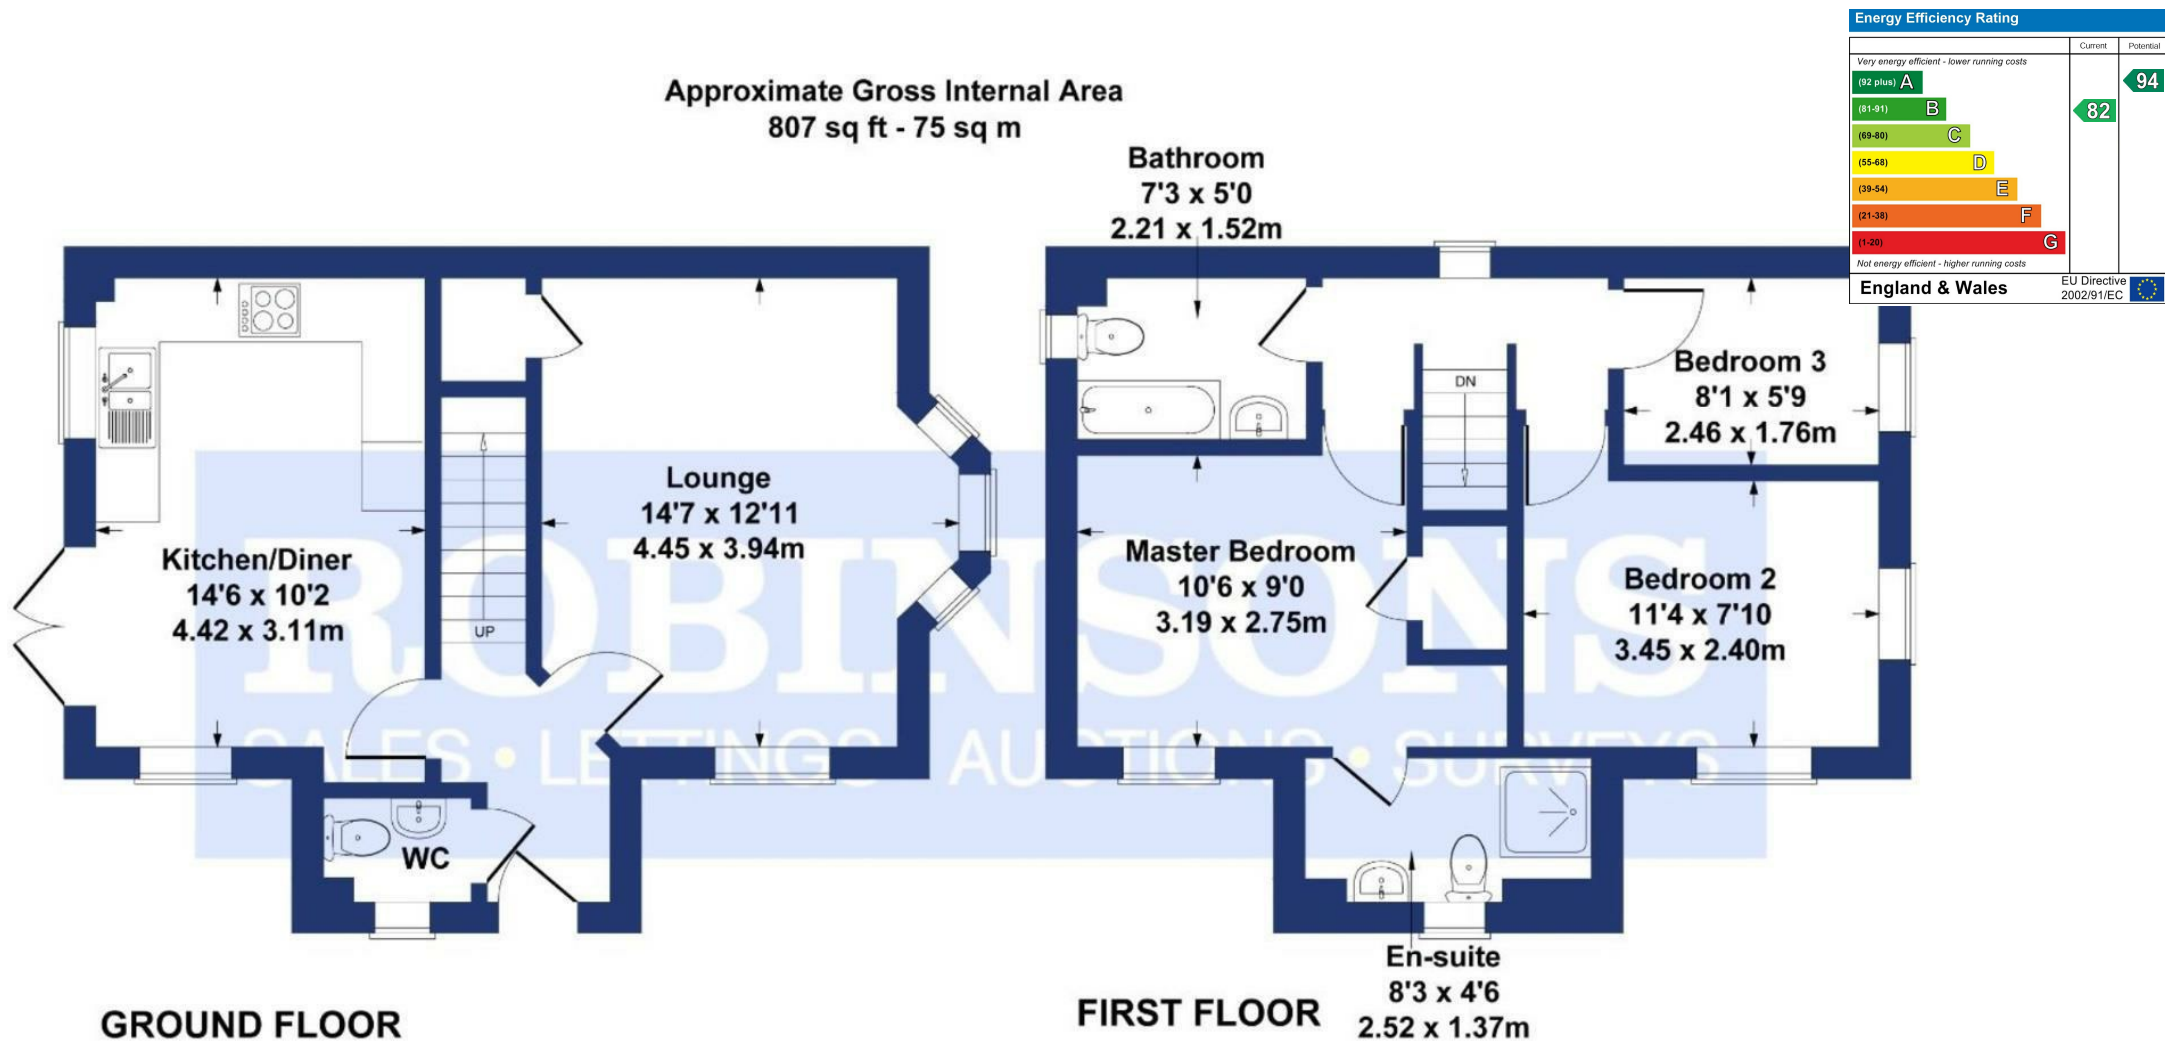 Approximate Gross Internal Area
807 sq ft - 75 sq m
Kitchen/Diner
14'6 x 10'2
4.42 x 3.11m
UP
Lounge
14'7 x 12'11
4.45 x 3.94m
WC
GROUND FLOOR
Bathroom
7'3 x 5'0
2.21 x 1.52m
DN
Bedroom 3
8'1 x 5'9
2.46 x 1.76m
Master Bedroom
10'6 x 9'0
3.19 x 2.75m
Bedroom 2
11'4 x 7'10
3.45 x 2.40m
En-suite
8'3 x 4'6
2.52 x 1.37m
FIRST FLOOR
ROBINSONS
SALES • LETTINGS • AUCTIONS • SURVEYS
Energy Efficiency Rating
Current Potential
Very energy efficient - lower running costs
(92 plus) A
(81-91) B
(69-80) C
(55-68) D
(39-54) E
(21-38) F
(1-20) G
82
94
Not energy efficient - higher running costs
England & Wales
EU Directive
2002/91/EC